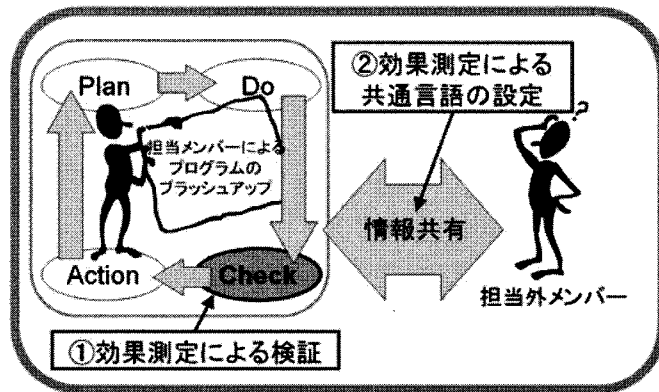 Plan
Do
②効果測定による
共通言語の設定
?
担当メンバーによる
プログラムの
ブラッシュアップ
情報共有
Action
Check
担当外メンバー
①効果測定による検証